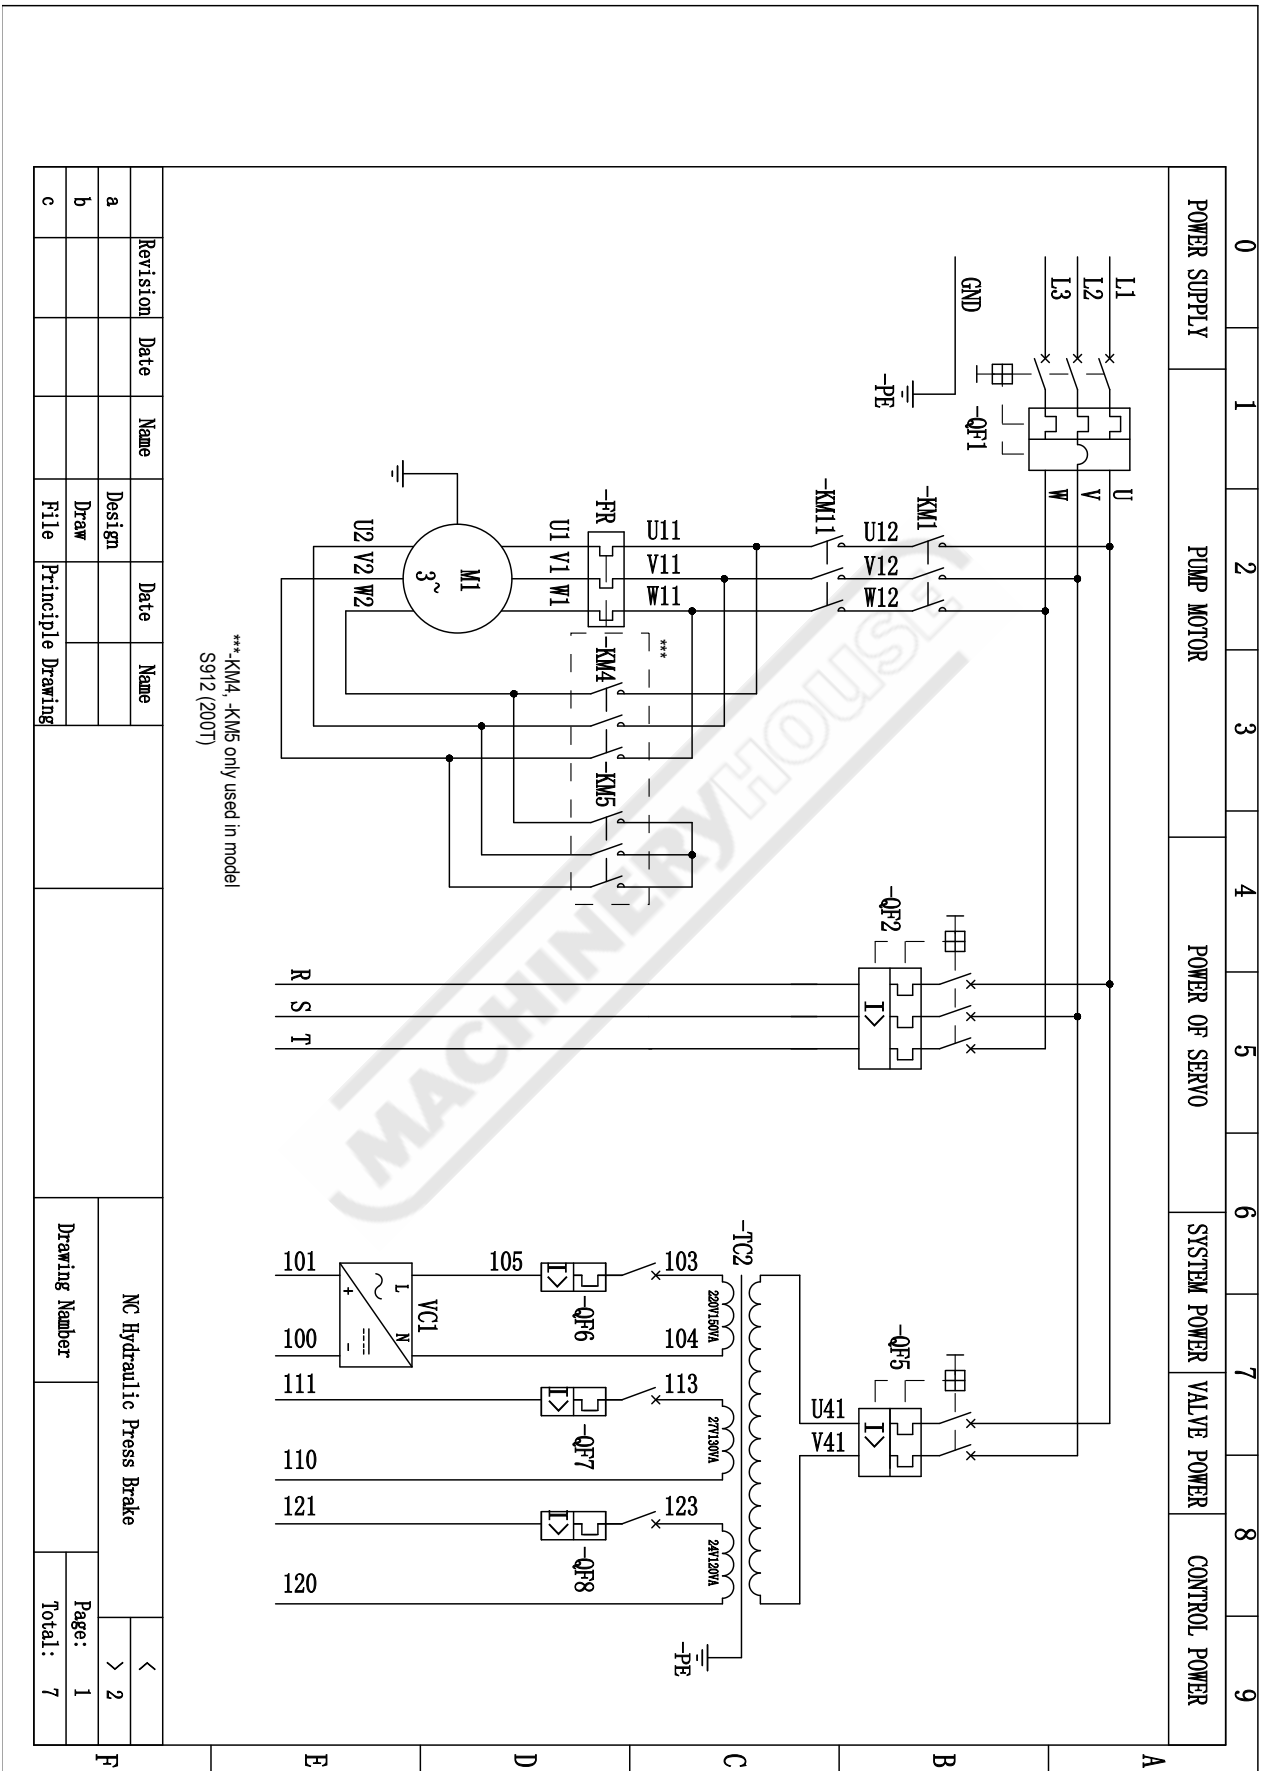 0 1 2 3 4 5 6 7 8 9
POWER SUPPLY
PUMP MOTOR
POWER OF SERVO
SYSTEM POWER
VALVE POWER
CONTROL POWER
A
B
C
D
E
F
L1
L2
L3
GND
-PE
-QF1
U
V
W
-KM1
U12 V12 W12
-KM11
U11 V11 W11
-FR
U1 V1 W1
M1
3~
U2 V2 W2
***
-KM4
-KM5
***-KM4, -KM5 only used in model
S912 (200T)
-QF2
I>
R S T
-QF5
I>
U41 V41
-TC2
220V150VA
27V130VA
24V120VA
-PE
103 104 113 123
I> -QF6
I> -QF7
I> -QF8
105
VC1
L
N
+
-
101 100 111 110 121 120
MACHINERYHOUSE
Revision Date Name
Date Name
a
b
c
Design
Draw
File Principle Drawing
NC Hydraulic Press Brake
Drawing Namber
<
> 2
Page: 1
Total: 7